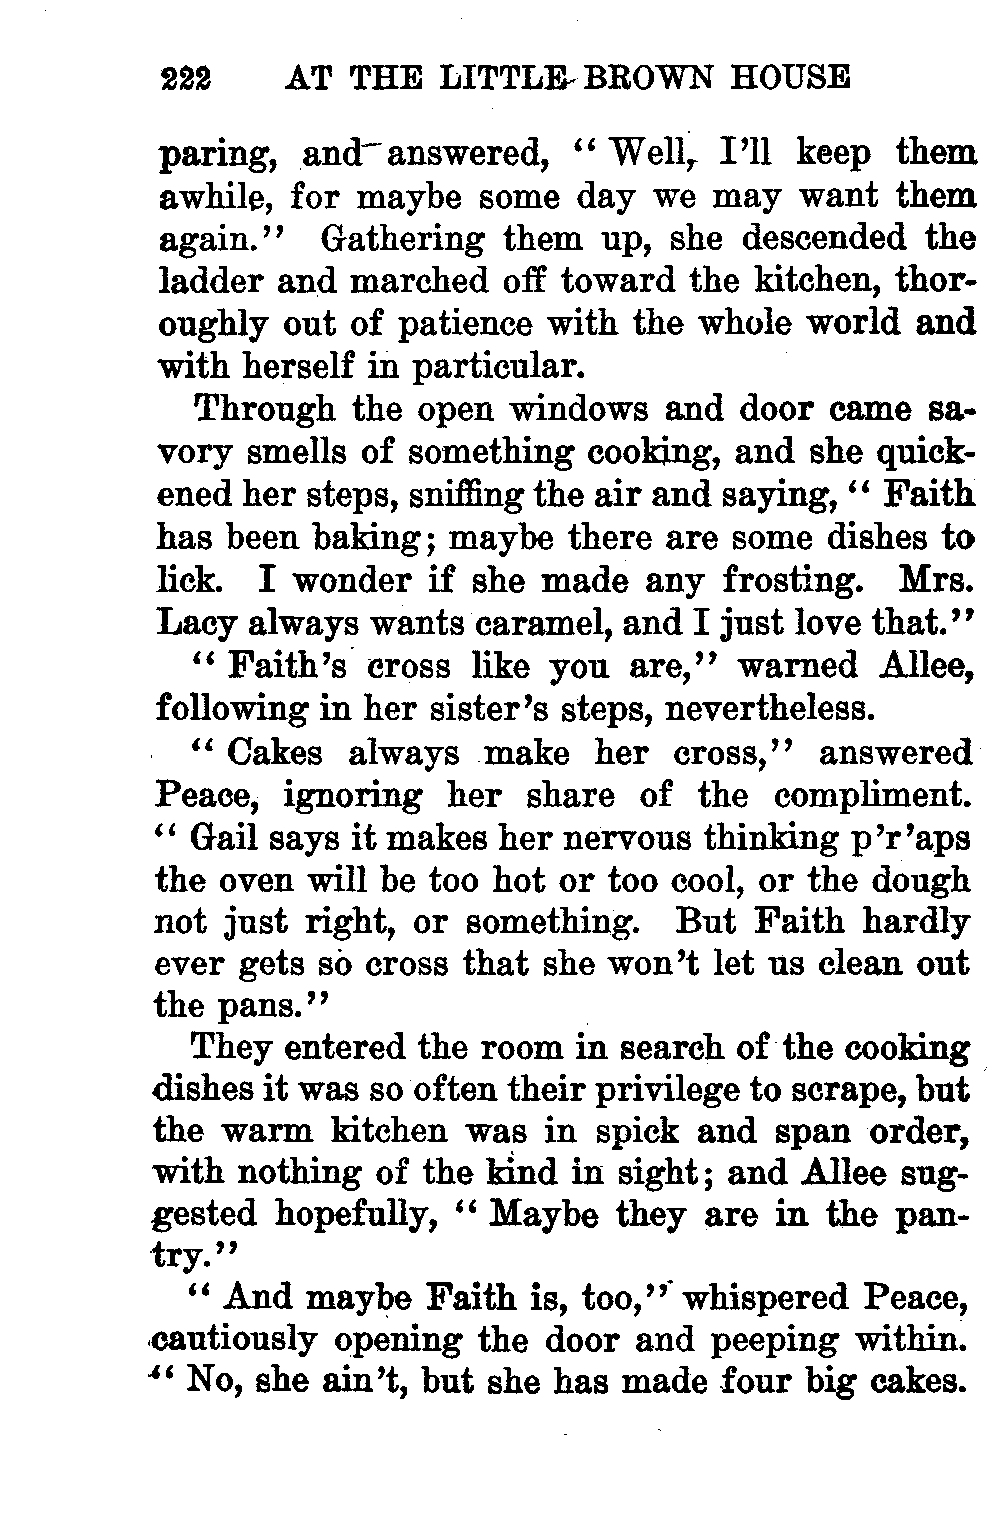 222 AT THE LITTLE BROWN HOUSE
paring, and answered, “ Well, I’ll keep them
awhile, for maybe some day we may want them
again.” Gathering them up, she descended the
ladder and marched off toward the kitchen, thor-
oughly out of patience with the whole world and
with herself in particular.
Through the open windows and door came sa-
vory smells of something cooking, and she quick-
ened her steps, sniffing the air and saying, “ Faith
has been baking; maybe there are some dishes to
lick. I wonder if she made any frosting. Mrs.
Lacy always wants caramel, and I just love that.”
“ Faith’s cross like you are,” warned Allee,
following in her sister’s steps, nevertheless.
“ Cakes always make her cross,” answered
Peace, ignoring her share of the compliment.
“ Gail says it makes her nervous thinking p’r’aps
the oven will be too hot or too cool, or the dough
not just right, or something. But Faith hardly
ever gets so cross that she won’t let us clean out
the pans.”
They entered the room in search of the cooking
dishes it was so often their privilege to scrape, but
the warm kitchen was in spick and span order,
with nothing of the kind in sight; and Allee sug-
gested hopefully, “ Maybe they are in the pan-
try.”
“ And maybe Faith is, too,” whispered Peace,
cautiously opening the door and peeping within.
“ No, she ain’t, but she has made four big cakes.